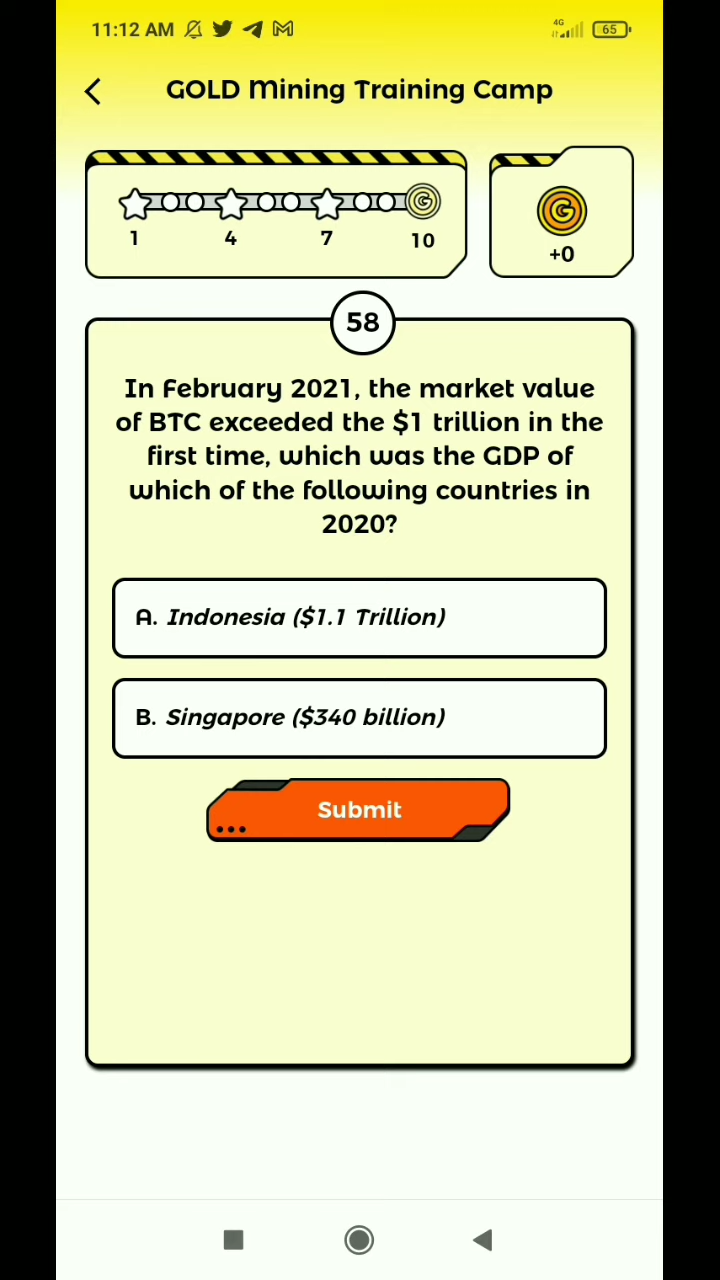 11:12 AM
4G
65
GOLD Mining Training Camp
1
4
7
10
G
G
+0
58
In February 2021, the market value
of BTC exceeded the $1 trillion in the
first time, which was the GDP of
which of the following countries in
2020?
A. Indonesia ($1.1 Trillion)
B. Singapore ($340 billion)
Submit